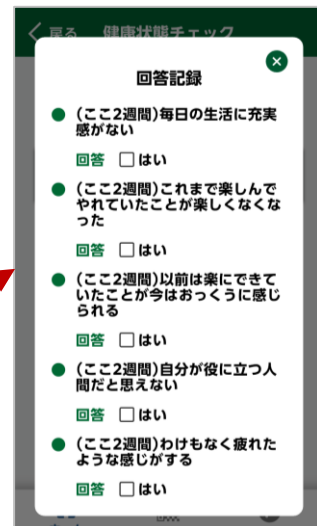 戻る 健康状態チェック
回答記録
(ここ2週間)毎日の生活に充実
感がない
回答 はい
(ここ2週間)これまで楽しんで
やれていたことが楽しくなくな
った
回答 はい
(ここ2週間)以前は楽にできて
いたことが今はおっくうに感じ
られる
回答 はい
(ここ2週間)自分が役に立つ人
間だと思えない
回答 はい
(ここ2週間)わけもなく疲れた
ような感じがする
回答 はい